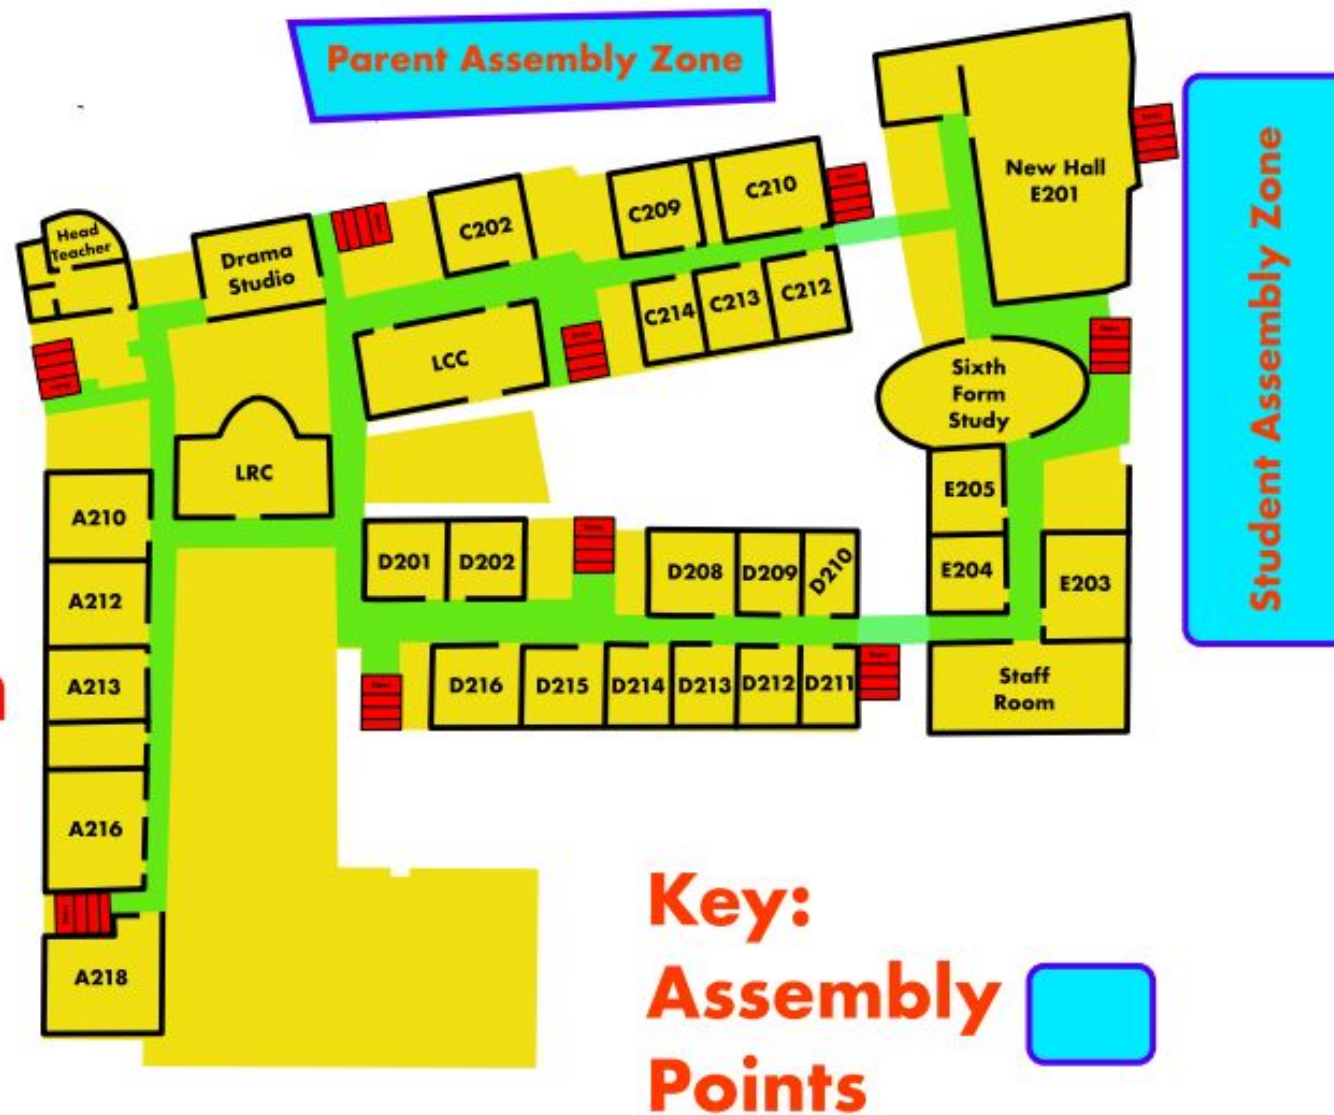 Parent Assembly Zone
Student Assembly Zone
New Hall
E201
Head
Teacher
Drama
Studio
C202
C209
C210
C214
C213
C212
LCC
Sixth
Form
Study
LRC
E205
E204
E203
Staff
Room
A210
A212
A213
A216
A218
D201
D202
D208
D209
D210
D216
D215
D214
D213
D212
D211
Key:
Assembly
Points